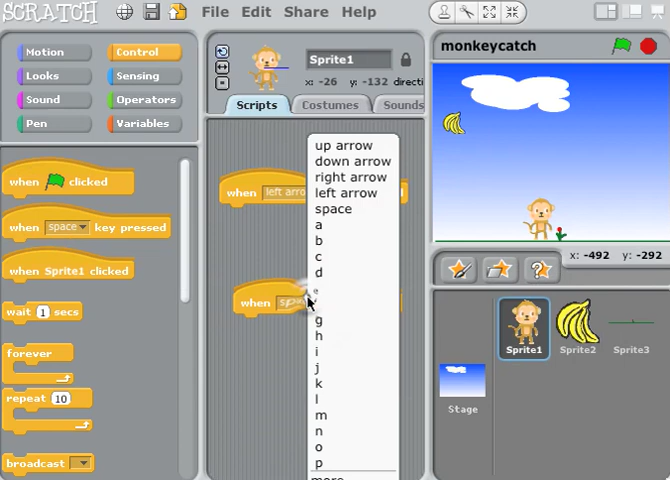 SCRATCH File Edit Share Help
Motion Control
Looks Sensing
Sound Operators
Pen Variables
when clicked
when space key pressed
when Sprite1 clicked
wait 1 secs
forever
repeat 10
broadcast
Sprite1
x: -26 y: -132 directi
Scripts Costumes Sounds
when left arro
when spa
up arrow
down arrow
right arrow
left arrow
space
a
b
c
d
e
g
h
i
j
k
l
m
n
o
p
more
monkeycatch
x: -492 y: -292
Sprite1 Sprite2 Sprite3
Stage